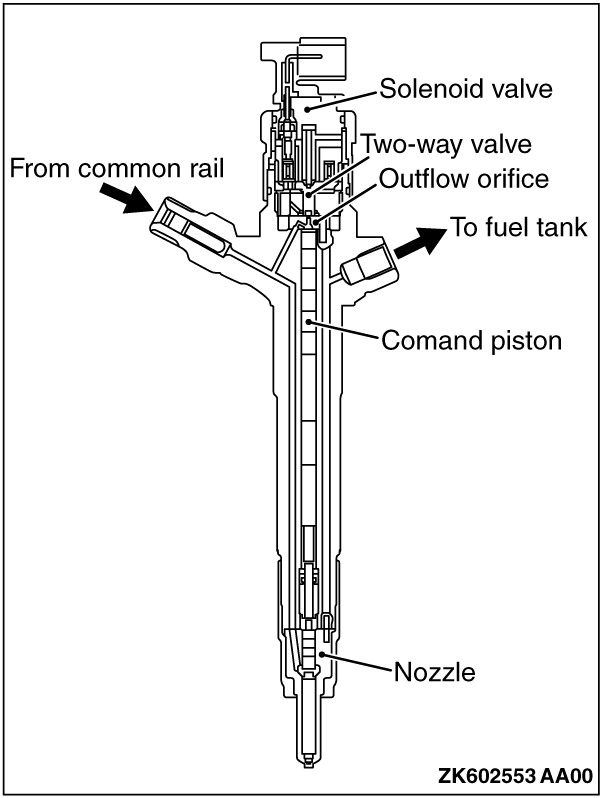 Solenoid valve
Two-way valve
From common rail
Outflow orifice
To fuel tank
Comand piston
Nozzle
ZK602553 AA00